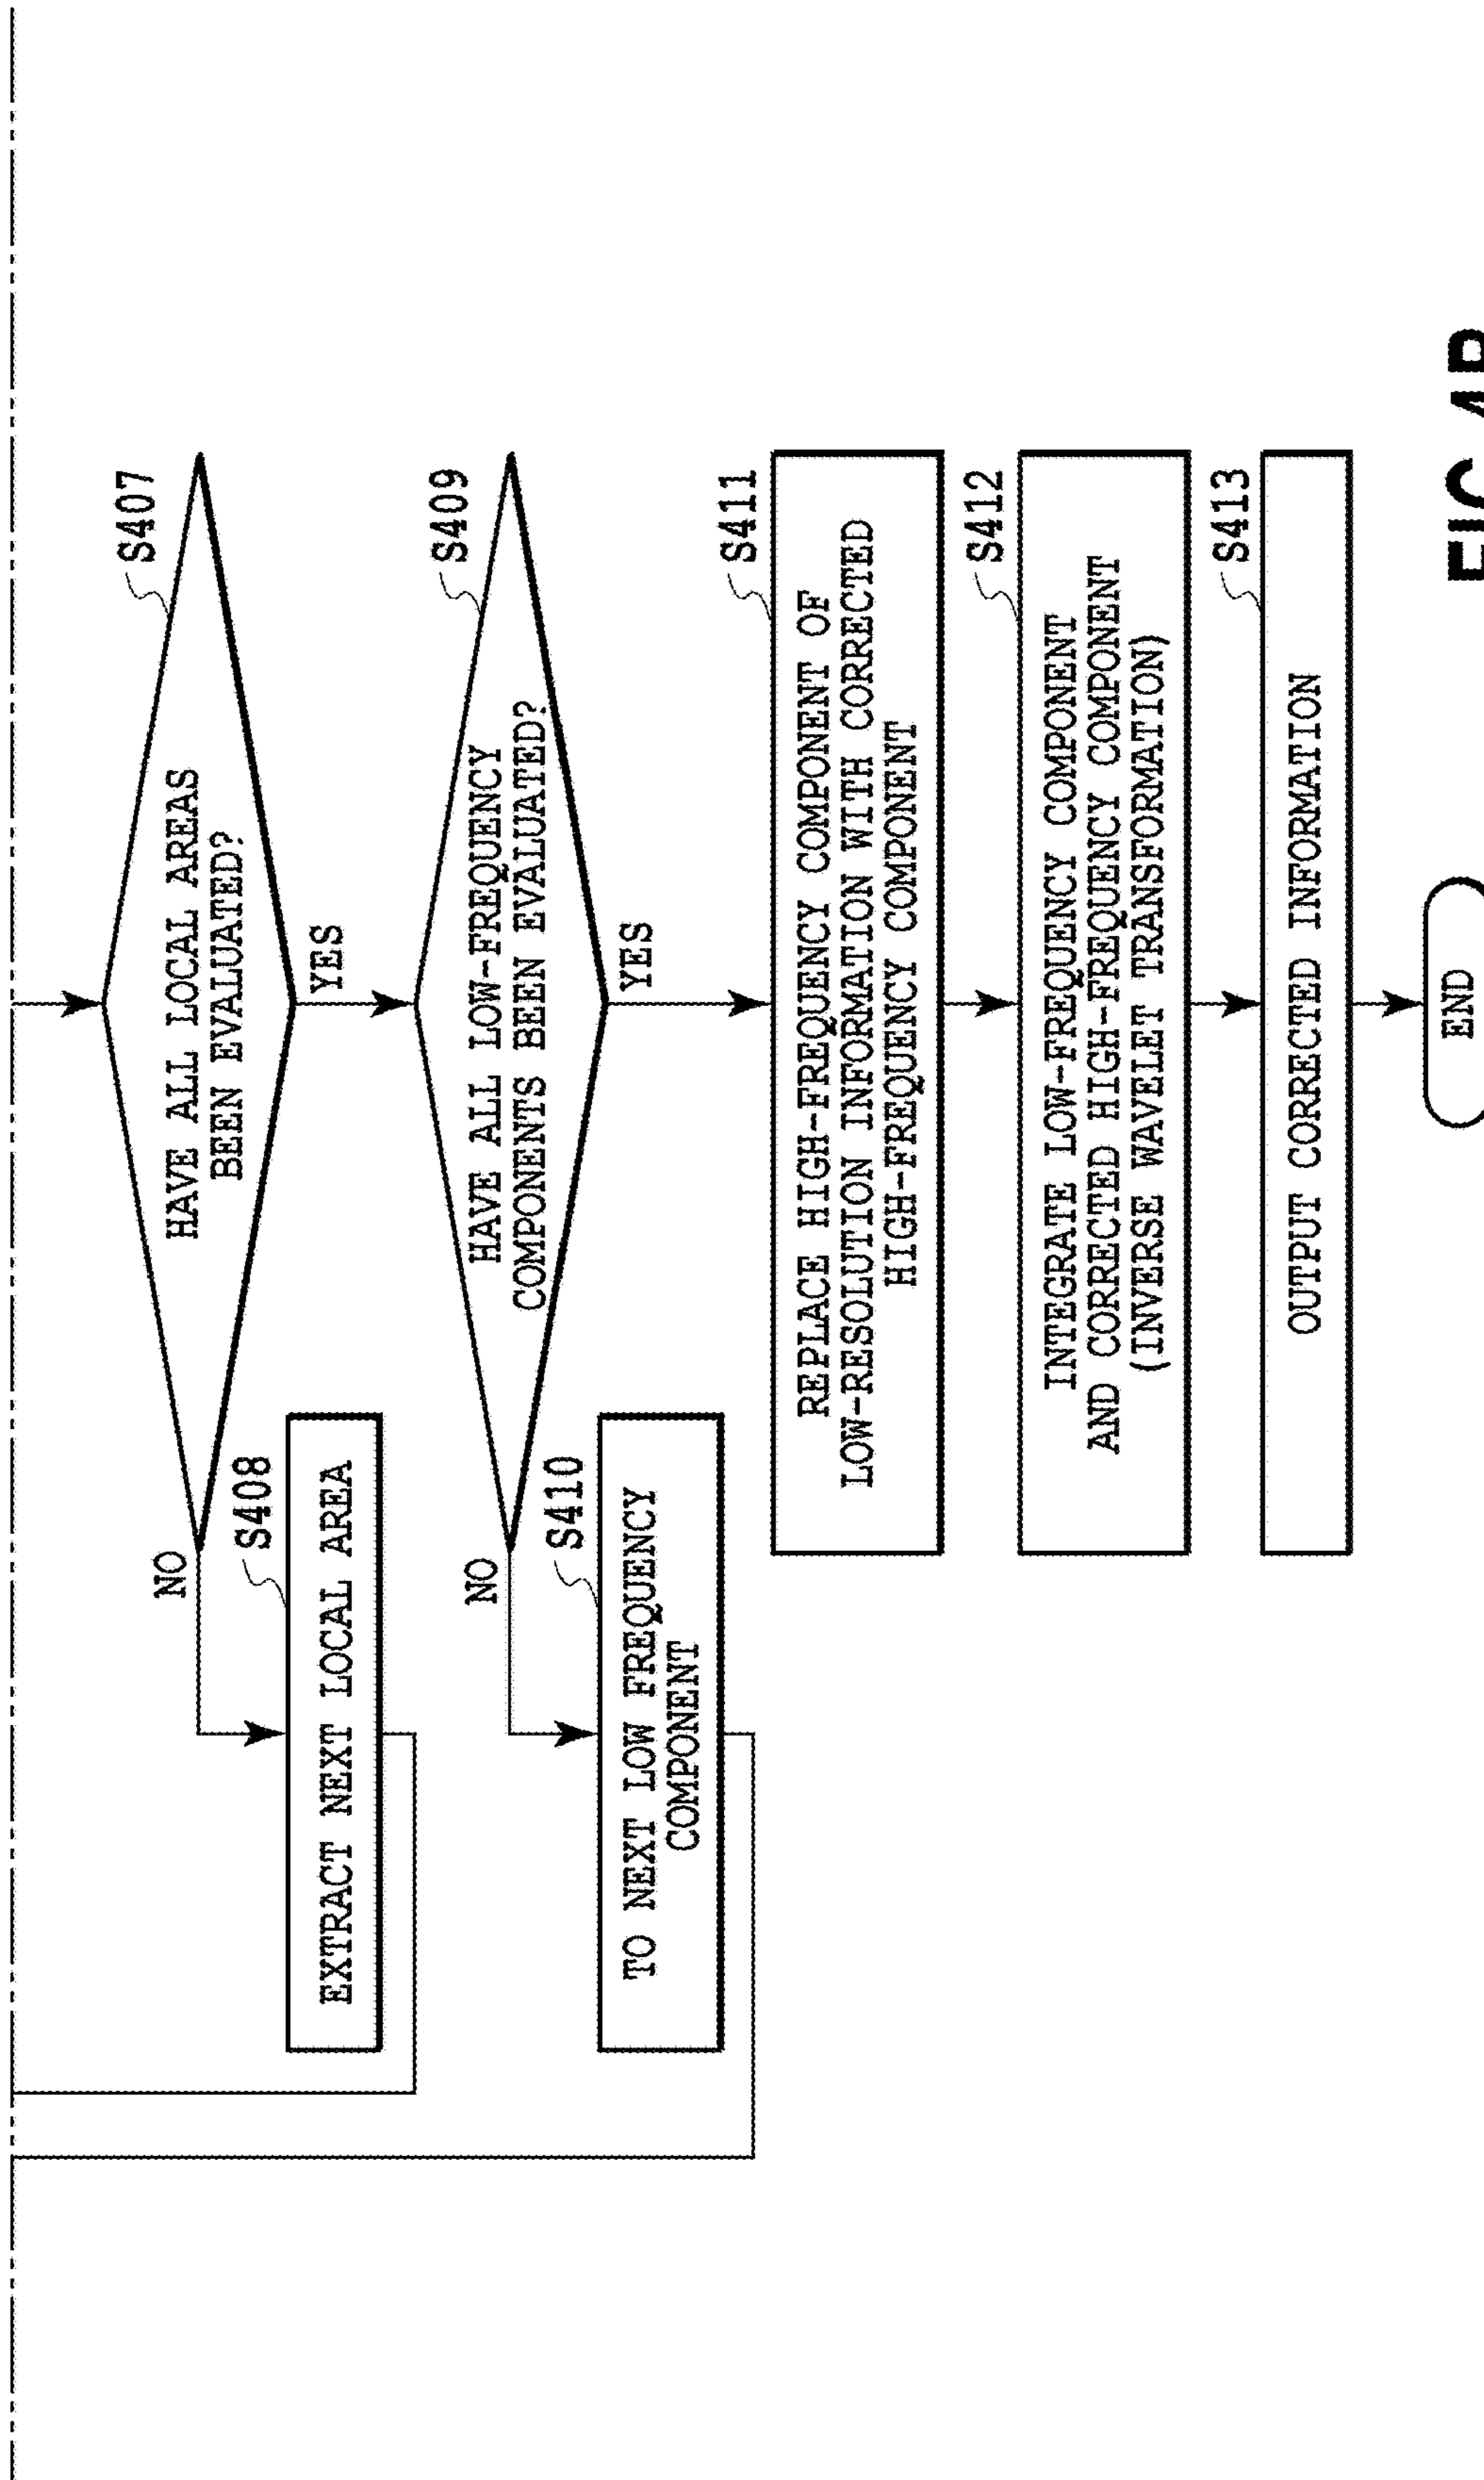 S407
HAVE ALL LOCAL AREAS
BEEN EVALUATED?
NO
YES
S408
EXTRACT NEXT LOCAL AREA
S409
HAVE ALL LOW-FREQUENCY
COMPONENTS BEEN EVALUATED?
NO
YES
S410
TO NEXT LOW FREQUENCY
COMPONENT
S411
REPLACE HIGH-FREQUENCY COMPONENT OF
LOW-RESOLUTION INFORMATION WITH CORRECTED
HIGH-FREQUENCY COMPONENT
S412
INTEGRATE LOW-FREQUENCY COMPONENT
AND CORRECTED HIGH-FREQUENCY COMPONENT
(INVERSE WAVELET TRANSFORMATION)
S413
OUTPUT CORRECTED INFORMATION
END